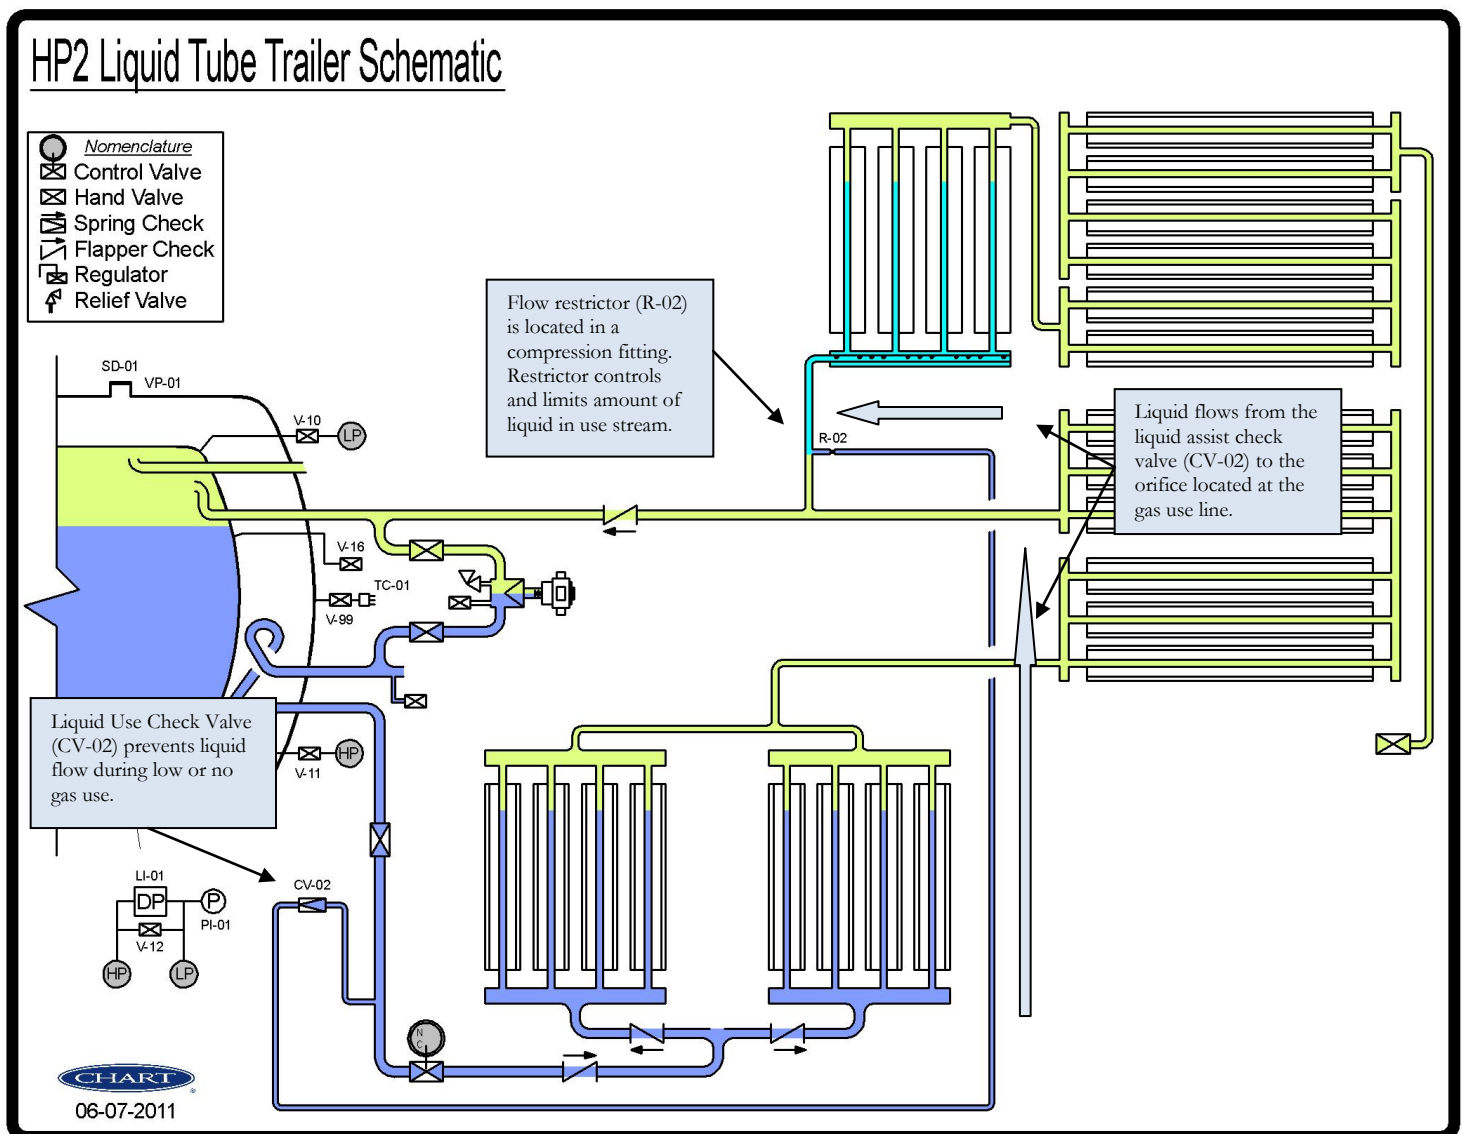 HP2 Liquid Tube Trailer Schematic
Nomenclature
Control Valve
Hand Valve
Spring Check
Flapper Check
Regulator
Relief Valve
SD-01
VP-01
V-10
LP
Flow restrictor (R-02)
is located in a
compression fitting.
Restrictor controls
and limits amount of
liquid in use stream.
R-02
Liquid flows from the
liquid assist check
valve (CV-02) to the
orifice located at the
gas use line.
V-16
TC-01
V-99
Liquid Use Check Valve
(CV-02) prevents liquid
flow during low or no
gas use.
V-11
HP
LI-01
DP
P
PI-01
V-12
HP
LP
CV-02
N
C
CHART
®
06-07-2011